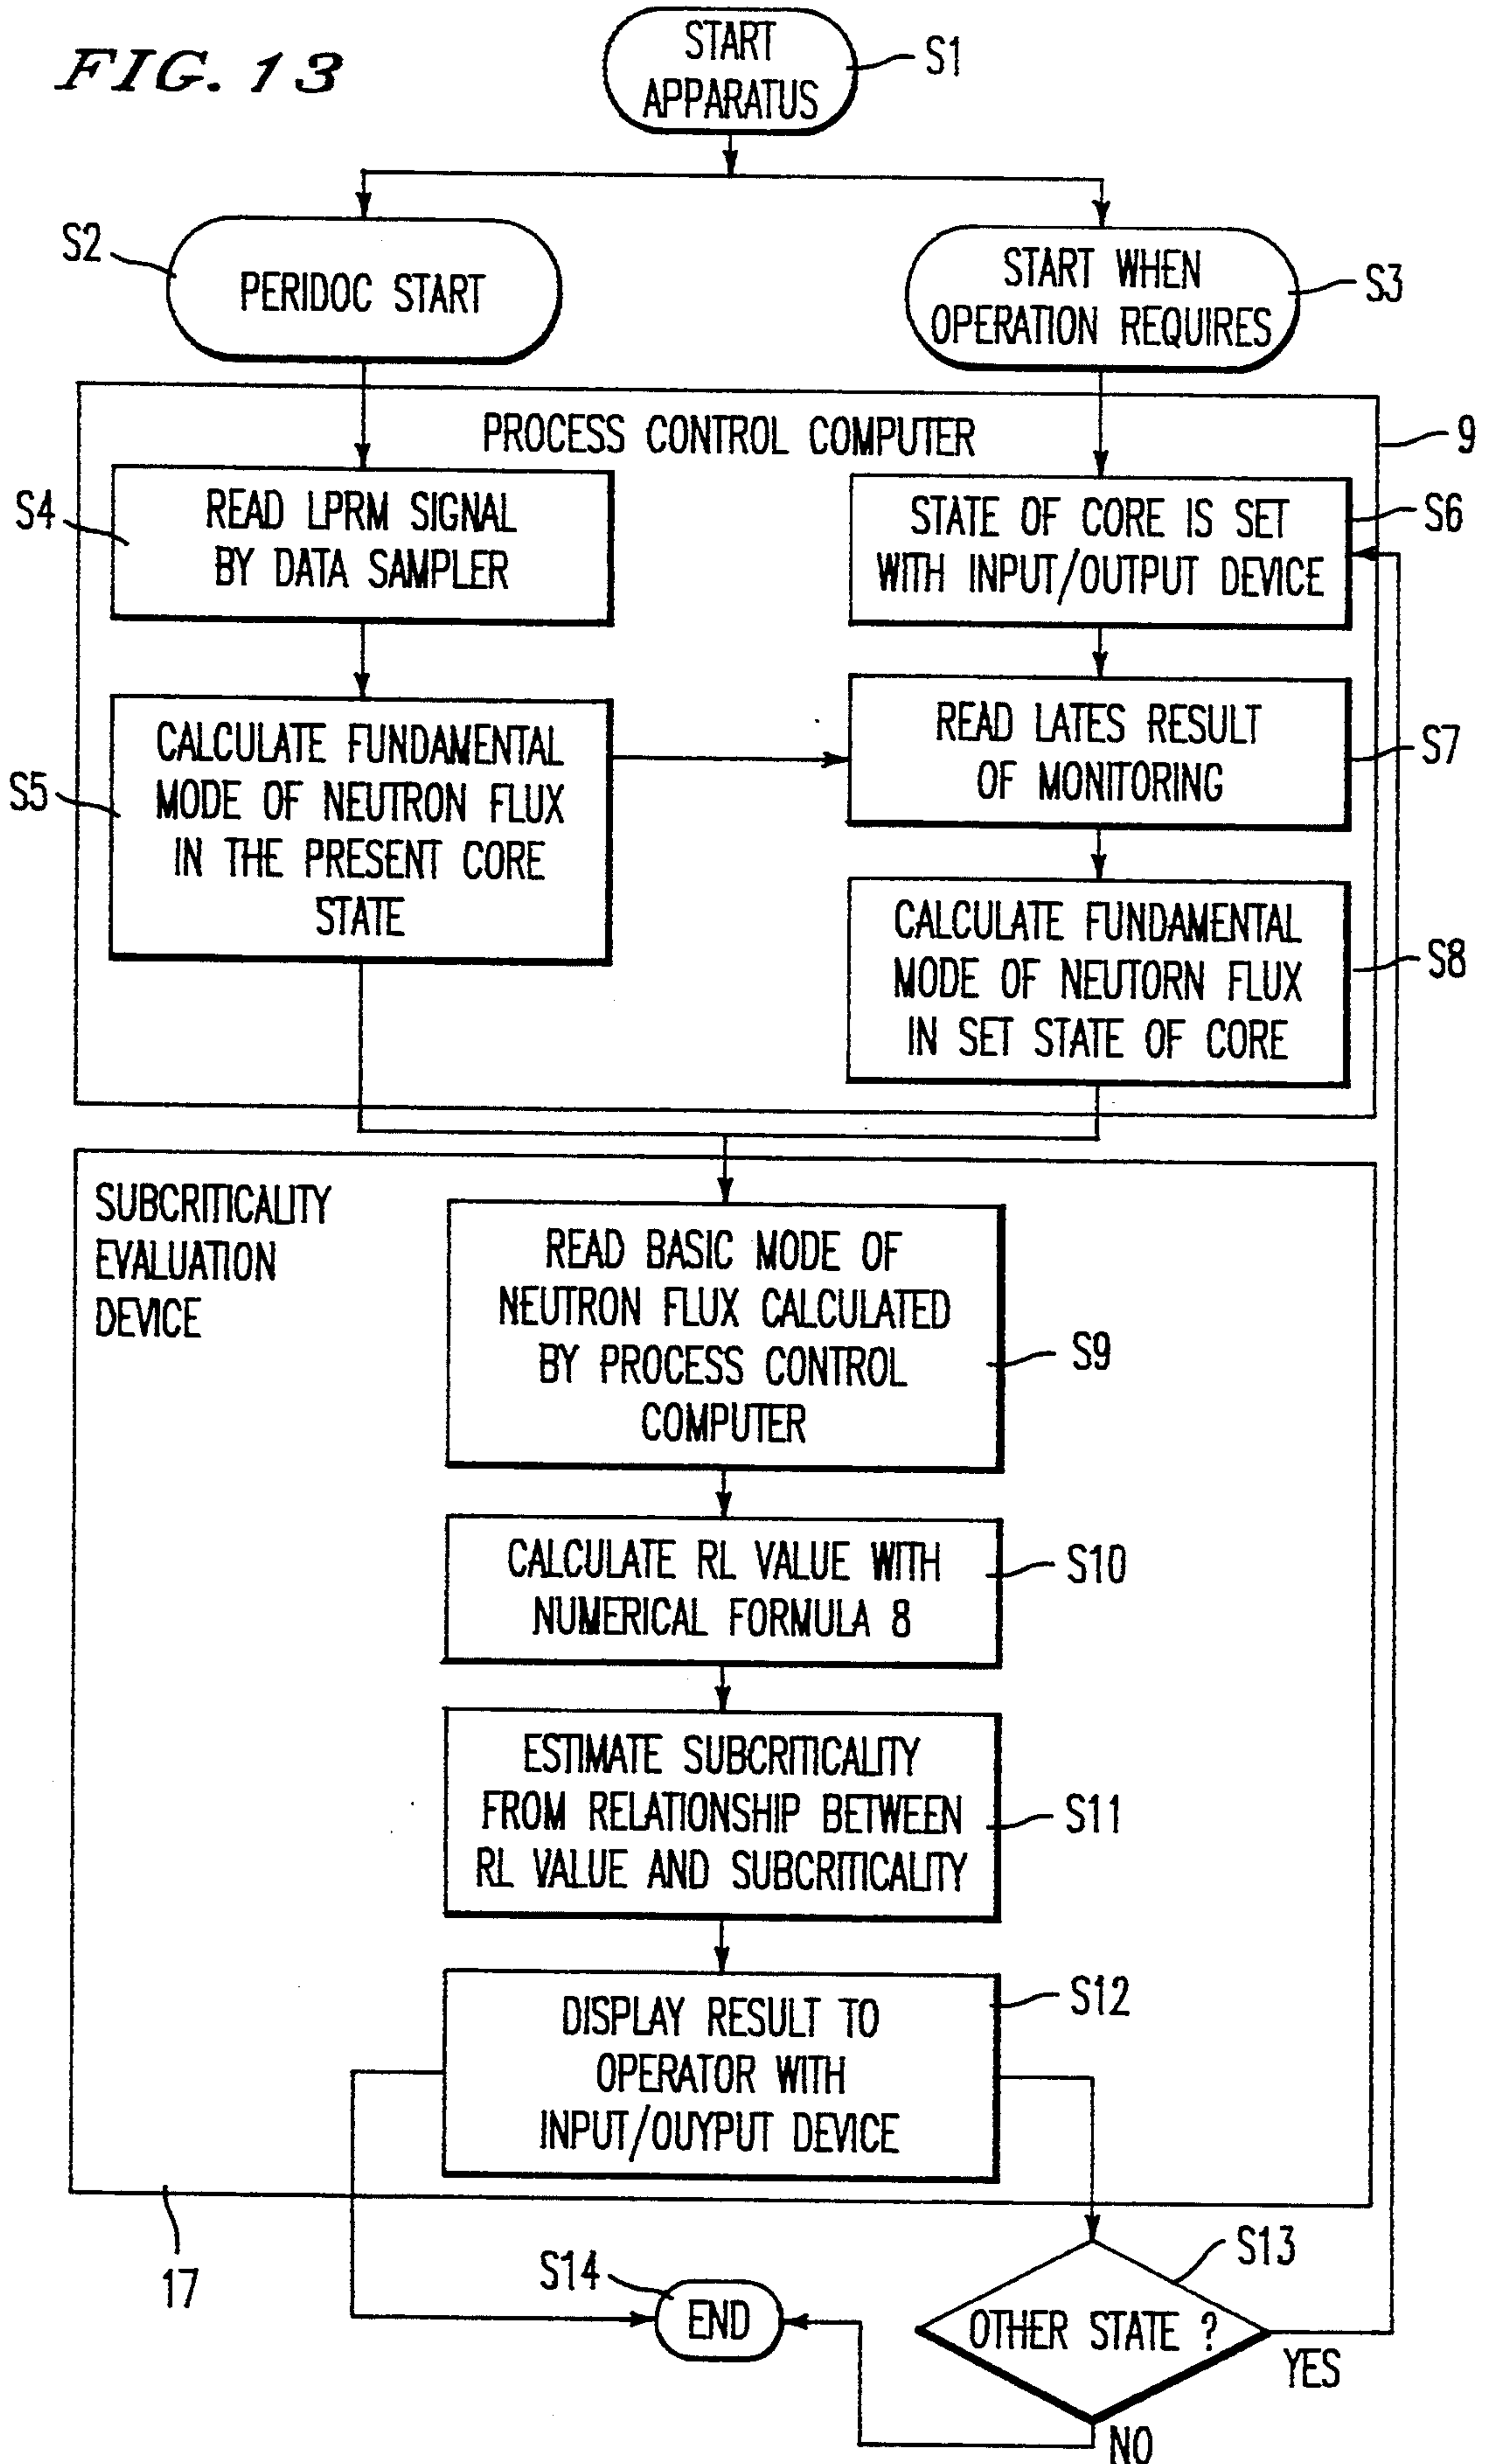 FIG. 13
START
APPARATUS
S1
S2
PERIDOC START
START WHEN
OPERATION REQUIRES
S3
PROCESS CONTROL COMPUTER
9
S4
READ LPRM SIGNAL
BY DATA SAMPLER
STATE OF CORE IS SET
WITH INPUT/OUTPUT DEVICE
S6
S5
CALCULATE FUNDAMENTAL
MODE OF NEUTRON FLUX
IN THE PRESENT CORE
STATE
READ LATES RESULT
OF MONITORING
S7
CALCULATE FUNDAMENTAL
MODE OF NEUTORN FLUX
IN SET STATE OF CORE
S8
SUBCRITICALITY
EVALUATION
DEVICE
READ BASIC MODE OF
NEUTRON FLUX CALCULATED
BY PROCESS CONTROL
COMPUTER
S9
CALCULATE RL VALUE WITH
NUMERICAL FORMULA 8
S10
ESTIMATE SUBCRITICALITY
FROM RELATIONSHIP BETWEEN
RL VALUE AND SUBCRITICALITY
S11
DISPLAY RESULT TO
OPERATOR WITH
INPUT/OUYPUT DEVICE
S12
17
S14
END
S13
OTHER STATE ?
YES
NO